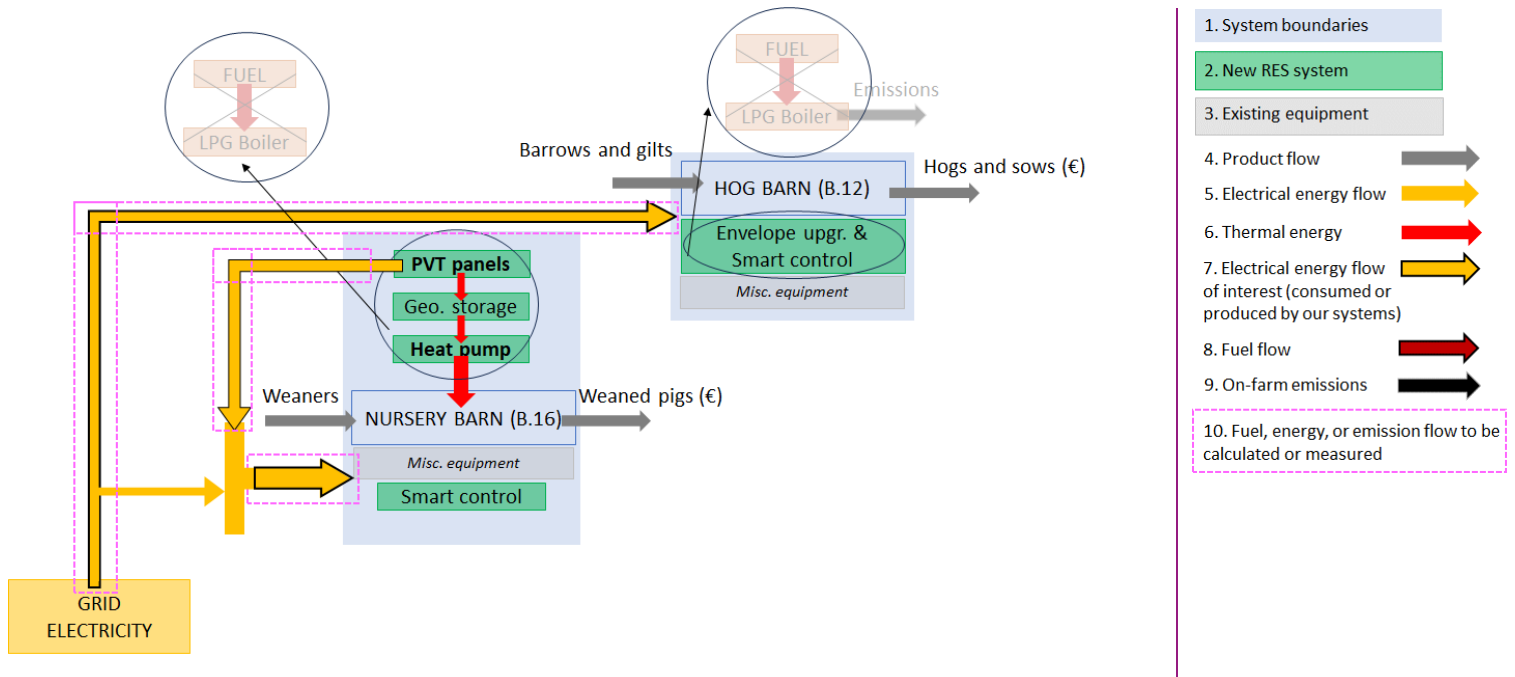 FUEL
LPG Boiler
FUEL
LPG Boiler
Emissions
Barrows and gilts
HOG BARN (B.12)
Hogs and sows (€)
Envelope upgr. &
Smart control
Misc. equipment
PVT panels
Geo. storage
Heat pump
Weaners
NURSERY BARN (B.16)
Weaned pigs (€)
Misc. equipment
Smart control
GRID
ELECTRICITY
1. System boundaries
2. New RES system
3. Existing equipment
4. Product flow
5. Electrical energy flow
6. Thermal energy
7. Electrical energy flow
of interest (consumed or
produced by our systems)
8. Fuel flow
9. On-farm emissions
10. Fuel, energy, or emission flow to be
calculated or measured